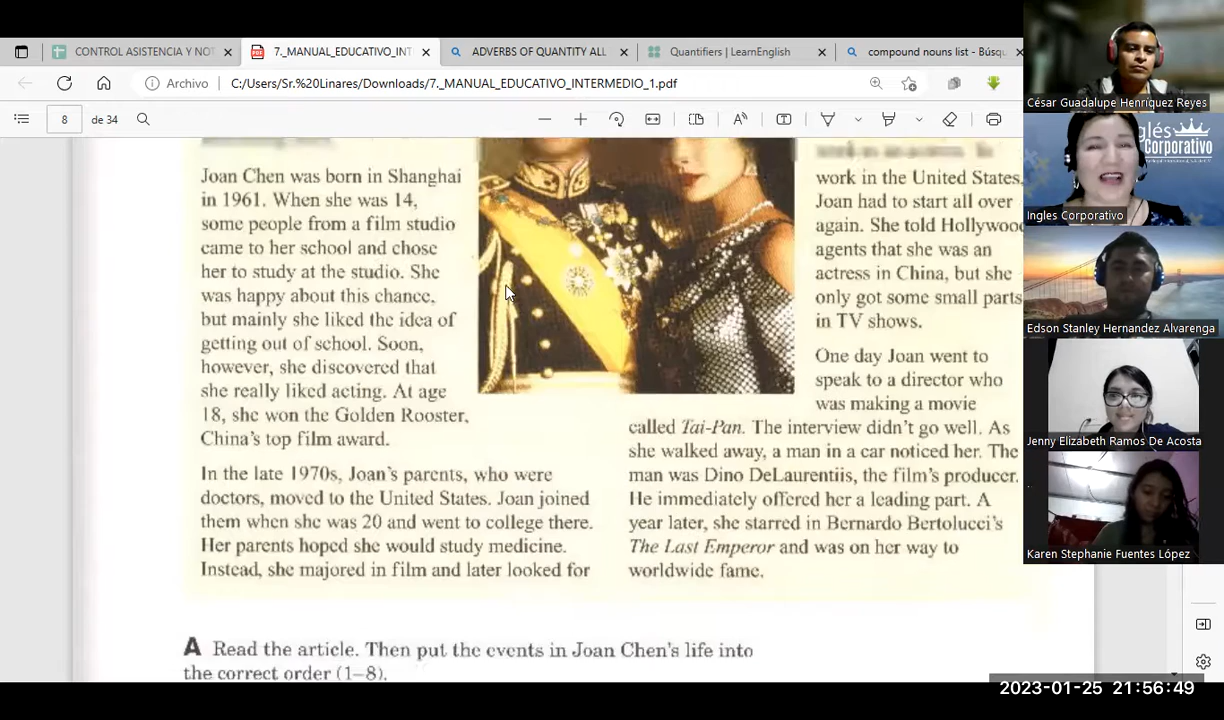 CONTROL ASISTENCIA Y NOT
7._MANUAL_EDUCATIVO_INT
ADVERBS OF QUANTITY ALL
Quantifiers | LearnEnglish
compound nouns list - Búsqu
Archivo
C:/Users/Sr.%20Linares/Downloads/7._MANUAL_EDUCATIVO_INTERMEDIO_1.pdf
8
de 34
Joan Chen was born in Shanghai
in 1961. When she was 14,
some people from a film studio
came to her school and chose
her to study at the studio. She
was happy about this chance,
but mainly she liked the idea of
getting out of school. Soon,
however, she discovered that
she really liked acting. At age
18, she won the Golden Rooster,
China's top film award.
In the late 1970s, Joan's parents, who were
doctors, moved to the United States. Joan joined
them when she was 20 and went to college there.
Her parents hoped she would study medicine.
Instead, she majored in film and later looked for
work in the United States,
Joan had to start all over
again. She told Hollywood
agents that she was an
actress in China, but she
only got some small parts
in TV shows.
One day Joan went to
speak to a director who
was making a movie
called Tai-Pan. The interview didn't go well. As
she walked away, a man in a car noticed her. The
man was Dino DeLaurentiis, the film's producer.
He immediately offered her a leading part. A
year later, she starred in Bernardo Bertolucci's
The Last Emperor and was on her way to
worldwide fame.
A Read the article. Then put the events in Joan Chen's life into
the correct order (1–8).
César Guadalupe Henríquez Reyes
Inglés
Corporativo
Ingles Corporativo
Edson Stanley Hernandez Alvarenga
Jenny Elizabeth Ramos De Acosta
Karen Stephanie Fuentes López
2023-01-25 21:56:49